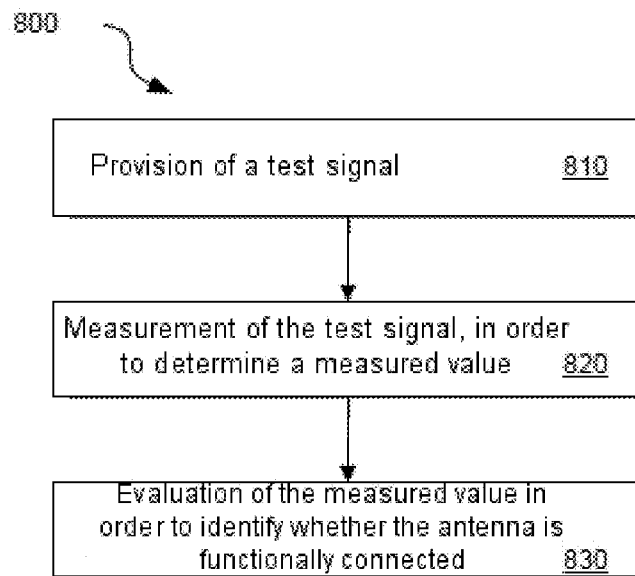 800
Provision of a test signal 810
Measurement of the test signal, in order
to determine a measured value 820
Evaluation of the measured value in
order to identify whether the antenna is
functionally connected 830